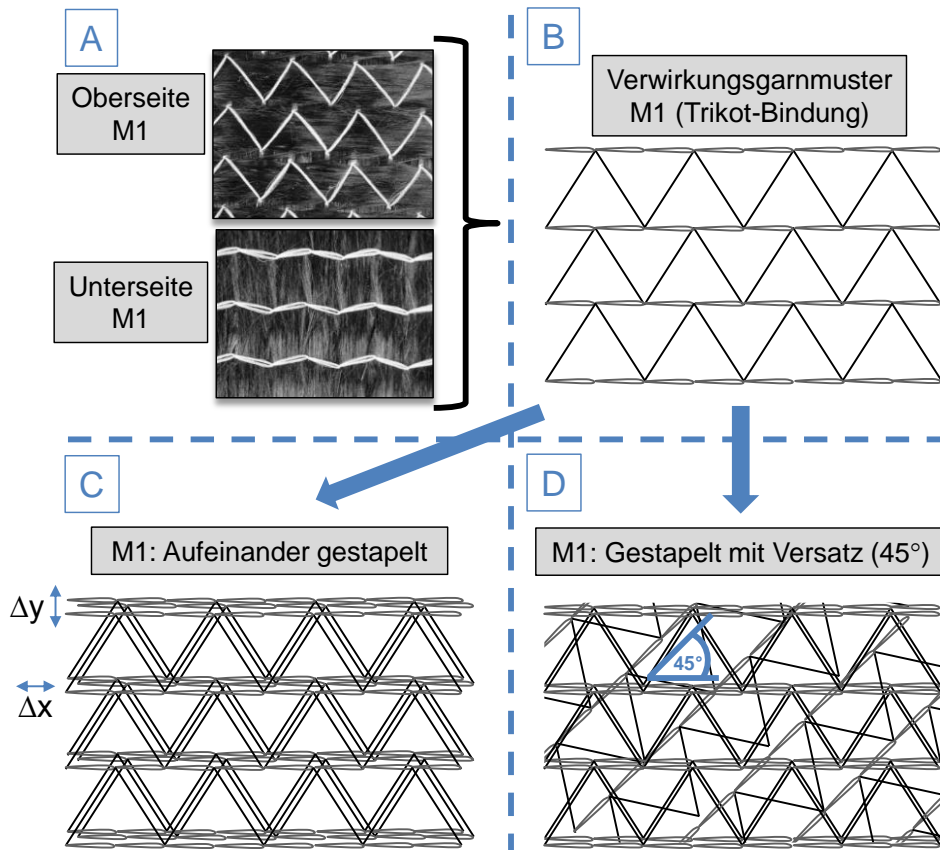 A
Oberseite
M1
Unterseite
M1
B
Verwirkungsgarnmuster
M1 (Trikot-Bindung)
C
M1: Aufeinander gestapelt
Δy
Δx
D
M1: Gestapelt mit Versatz (45°)
45°